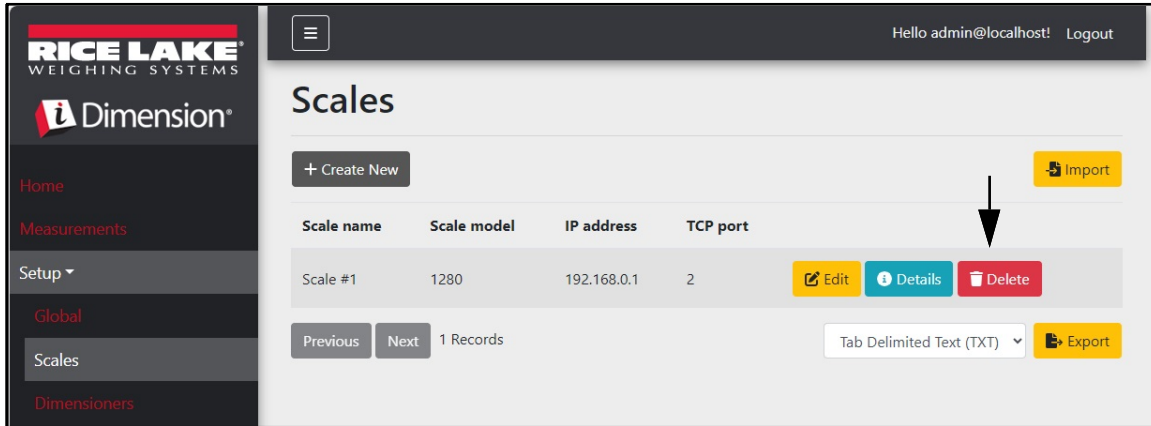 RICE LAKE®
WEIGHING SYSTEMS
i Dimension®
Home
Measurements
Setup
Global
Scales
Dimensioners
Hello admin@localhost! Logout
Scales
+ Create New
Import
Scale name Scale model IP address TCP port
Scale #1 1280 192.168.0.1 2 Edit Details Delete
Previous Next 1 Records Tab Delimited Text (TXT) Export